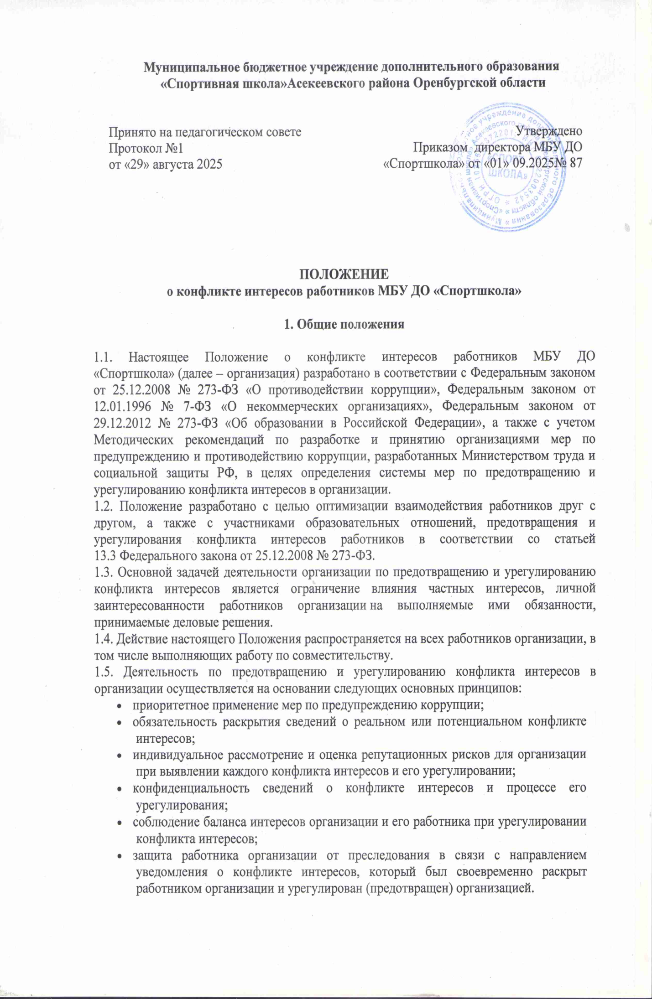 Муниципальное бюджетное учреждение дополнительного образования
«Спортивная школа»Асекеевского района Оренбургской области
Принято на педагогическом совете
Протокол №1
от «29» августа 2025
Утверждено
Приказом директора МБУ ДО
«Спортшкола» от «01» 09.2025№ 87
«СПОРТ
ШКОЛА»
ПОЛОЖЕНИЕ
о конфликте интересов работников МБУ ДО «Спортшкола»
1. Общие положения
1.1. Настоящее Положение о конфликте интересов работников МБУ ДО
«Спортшкола» (далее – организация) разработано в соответствии с Федеральным законом
от 25.12.2008 № 273-ФЗ «О противодействии коррупции», Федеральным законом от
12.01.1996 № 7-ФЗ «О некоммерческих организациях», Федеральным законом от
29.12.2012 № 273-ФЗ «Об образовании в Российской Федерации», а также с учетом
Методических рекомендаций по разработке и принятию организациями мер по
предупреждению и противодействию коррупции, разработанных Министерством труда и
социальной защиты РФ, в целях определения системы мер по предотвращению и
урегулированию конфликта интересов в организации.
1.2. Положение разработано с целью оптимизации взаимодействия работников друг с
другом, а также с участниками образовательных отношений, предотвращения и
урегулирования конфликта интересов работников в соответствии со статьей
13.3 Федерального закона от 25.12.2008 № 273-ФЗ.
1.3. Основной задачей деятельности организации по предотвращению и урегулированию
конфликта интересов является ограничение влияния частных интересов, личной
заинтересованности работников организации на выполняемые ими обязанности,
принимаемые деловые решения.
1.4. Действие настоящего Положения распространяется на всех работников организации, в
том числе выполняющих работу по совместительству.
1.5. Деятельность по предотвращению и урегулированию конфликта интересов в
организации осуществляется на основании следующих основных принципов:
• приоритетное применение мер по предупреждению коррупции;
• обязательность раскрытия сведений о реальном или потенциальном конфликте
интересов;
• индивидуальное рассмотрение и оценка репутационных рисков для организации
при выявлении каждого конфликта интересов и его урегулировании;
• конфиденциальность сведений о конфликте интересов и процессе его
урегулирования;
• соблюдение баланса интересов организации и его работника при урегулировании
конфликта интересов;
• защита работника организации от преследования в связи с направлением
уведомления о конфликте интересов, который был своевременно раскрыт
работником организации и урегулирован (предотвращен) организацией.